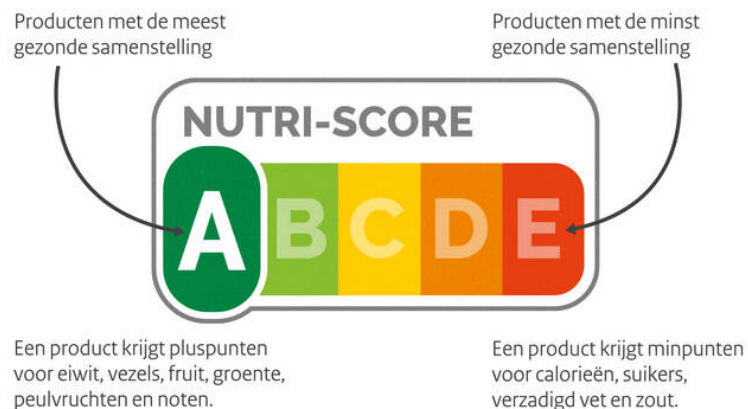 Producten met de meest
gezonde samenstelling
Producten met de minst
gezonde samenstelling
NUTRI-SCORE
A B C D E
Een product krijgt pluspunten
voor eiwit, vezels, fruit, groente,
peulvruchten en noten.
Een product krijgt minpunten
voor calorieën, suikers,
verzadigd vet en zout.